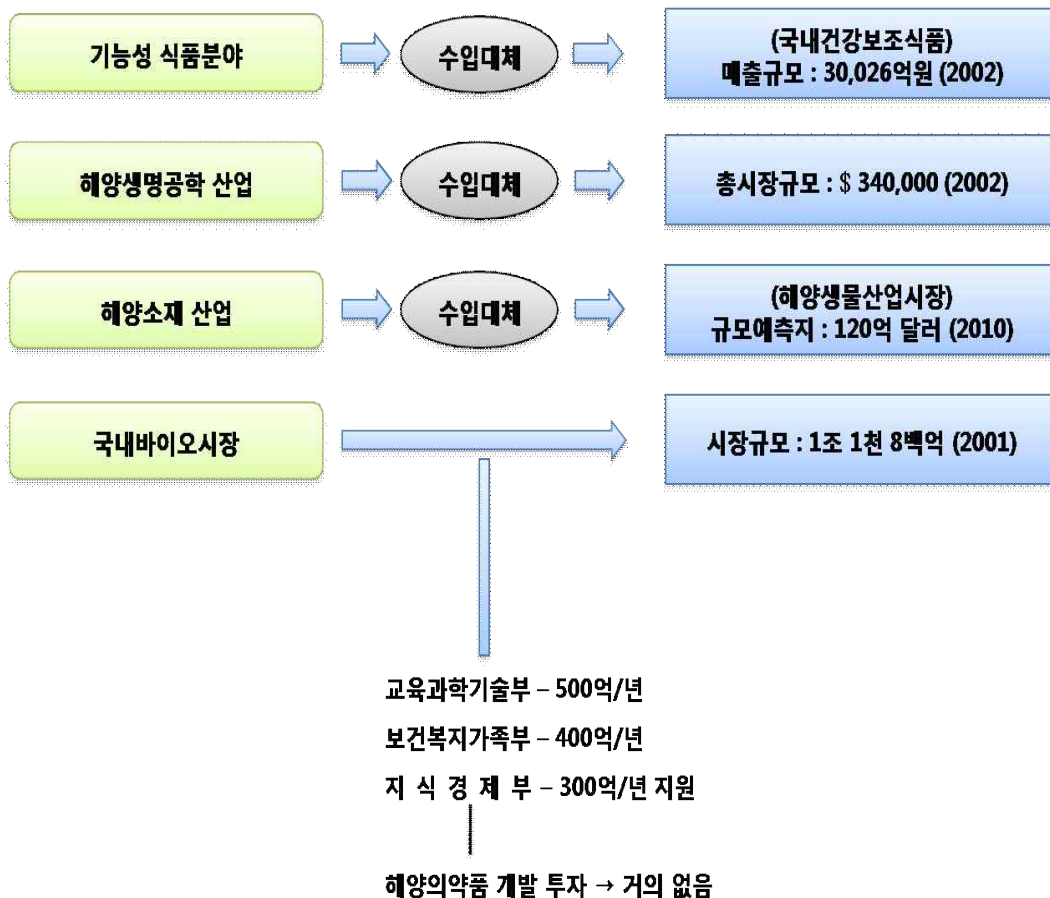 기능성 식품분야
수입대체
(국내건강보조식품)
매출규모 : 30,026억원 (2002)
해양생명공학 산업
수입대체
총시장규모 : $ 340,000 (2002)
해양소재 산업
수입대체
(해양생물산업시장)
규모예측지 : 120억 달러 (2010)
국내바이오시장
시장규모 : 1조 1천 8백억 (2001)
교육과학기술부 – 500억/년
보건복지가족부 – 400억/년
지 식 경 제 부 – 300억/년 지원
해양의약품 개발 투자 → 거의 없음